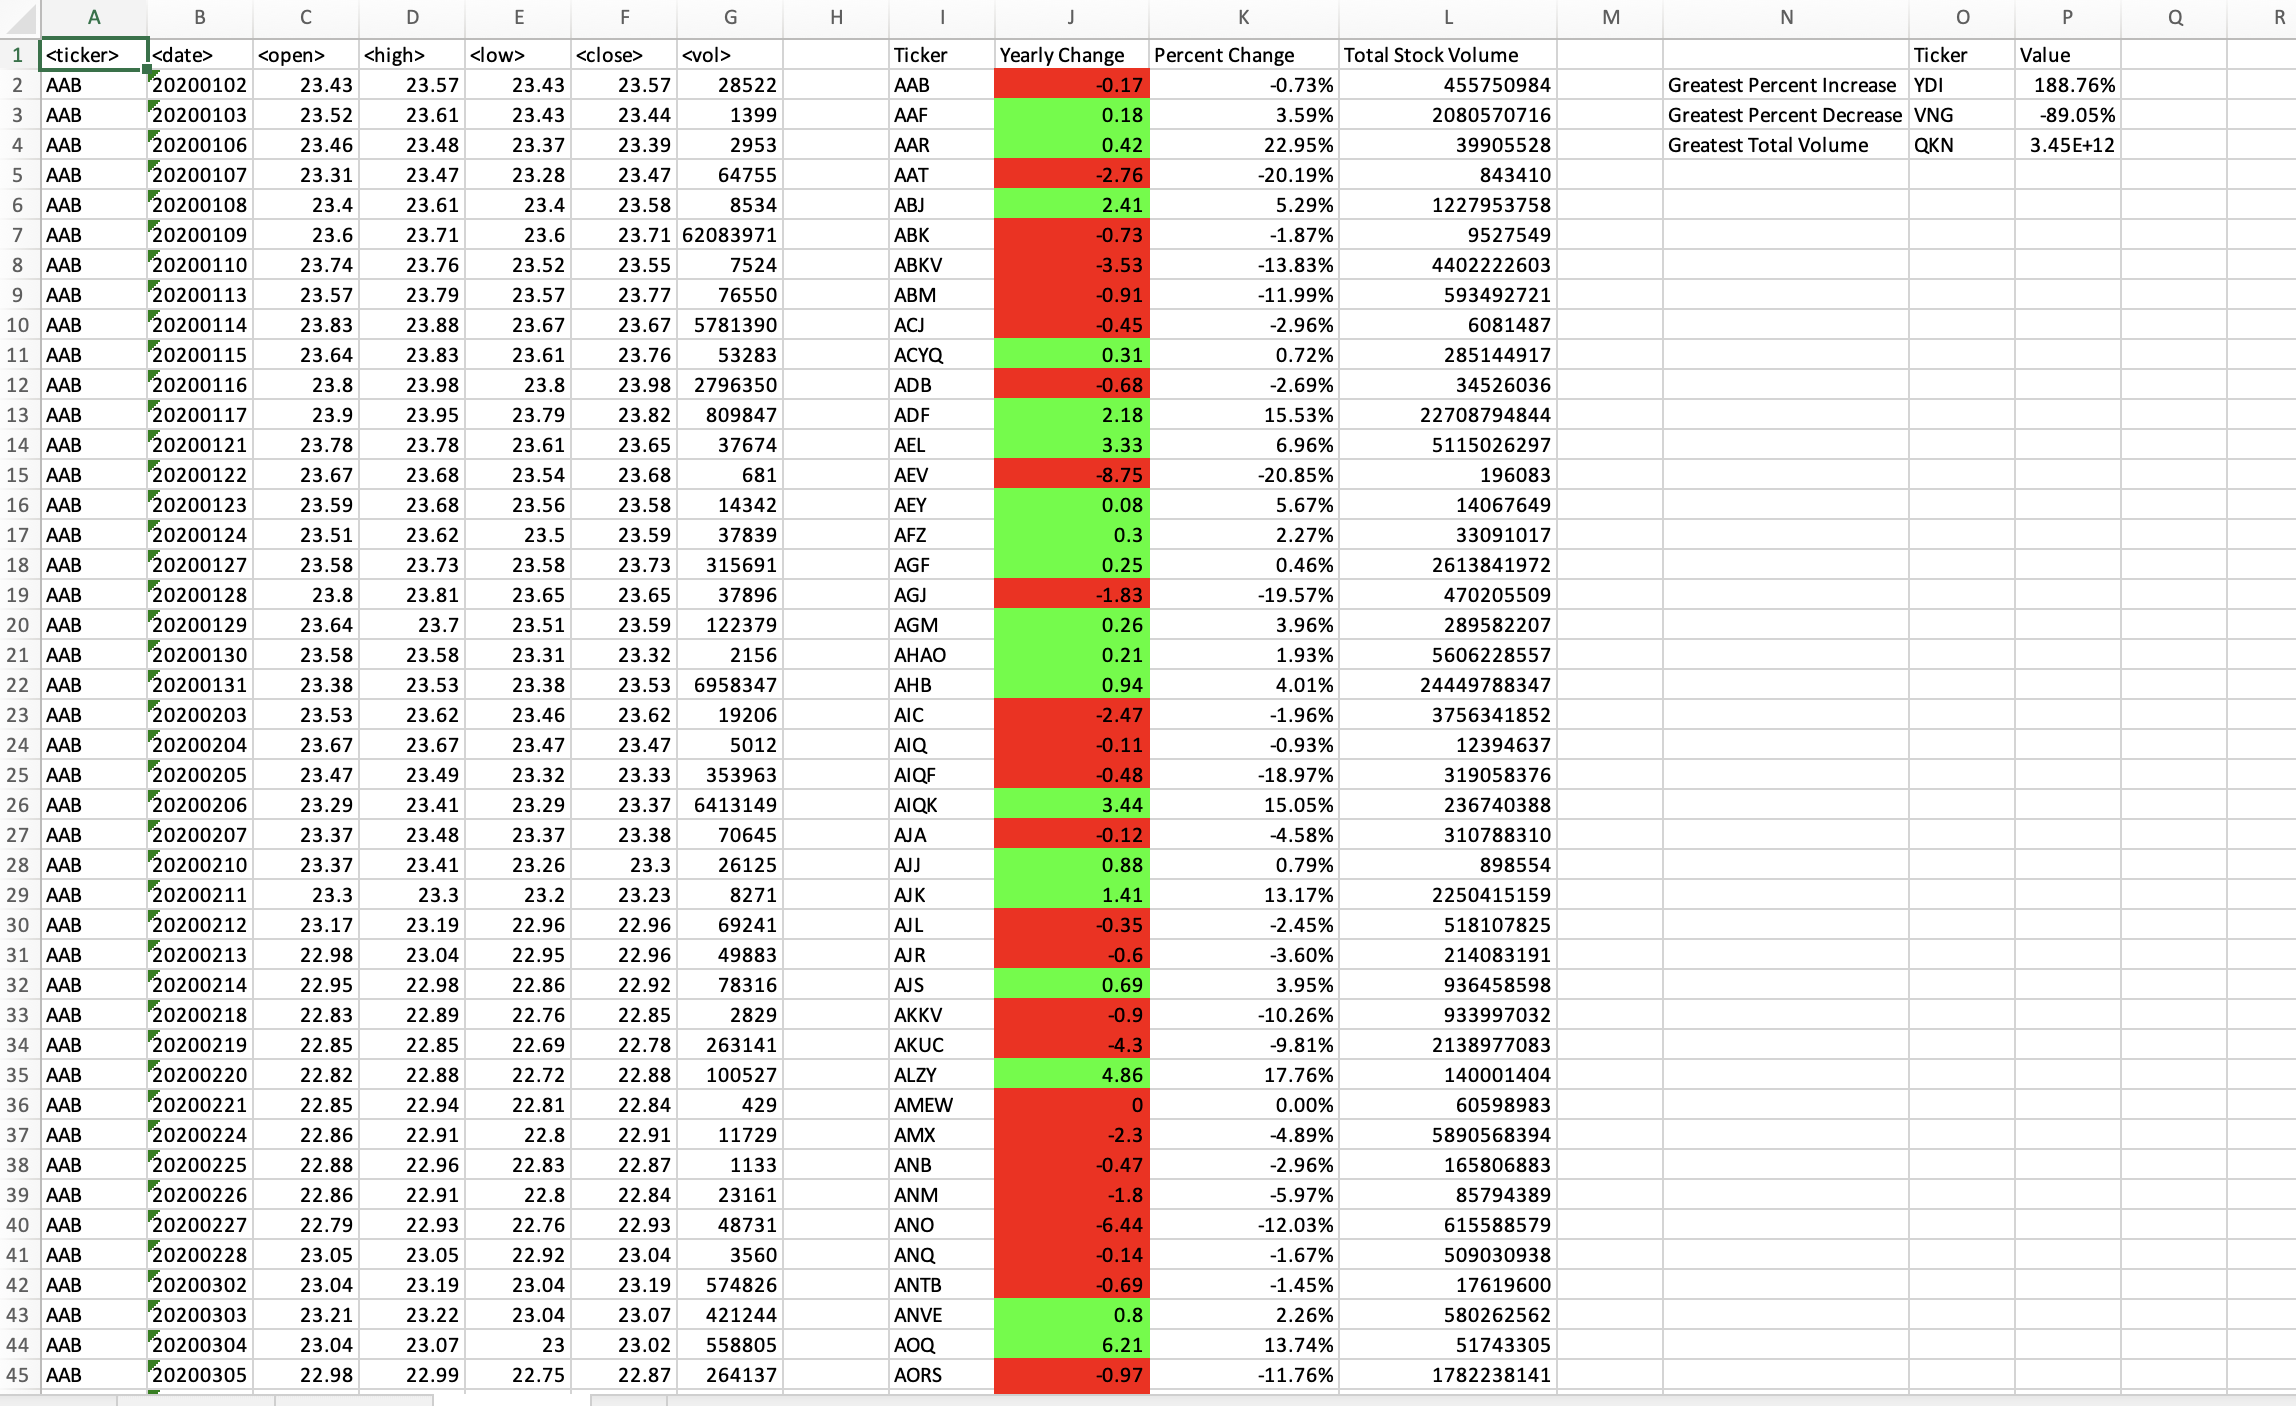 A B C D E F G H I J K L M N O P Q R
1 <ticker> <date> <open> <high> <low> <close> <vol> Ticker Yearly Change Percent Change Total Stock Volume Ticker Value
2 AAB 20200102 23.43 23.57 23.43 23.57 28522 AAB -0.17 -0.73% 455750984 Greatest Percent Increase YDI 188.76%
3 AAB 20200103 23.52 23.61 23.43 23.44 1399 AAF 0.18 3.59% 2080570716 Greatest Percent Decrease VNG -89.05%
4 AAB 20200106 23.46 23.48 23.37 23.39 2953 AAR 0.42 22.95% 39905528 Greatest Total Volume QKN 3.45E+12
5 AAB 20200107 23.31 23.47 23.28 23.47 64755 AAT -2.76 -20.19% 843410
6 AAB 20200108 23.4 23.61 23.4 23.58 8534 ABJ 2.41 5.29% 1227953758
7 AAB 20200109 23.6 23.71 23.6 23.71 62083971 ABK -0.73 -1.87% 9527549
8 AAB 20200110 23.74 23.76 23.52 23.55 7524 ABKV -3.53 -13.83% 4402222603
9 AAB 20200113 23.57 23.79 23.57 23.77 76550 ABM -0.91 -11.99% 593492721
10 AAB 20200114 23.83 23.88 23.67 23.67 5781390 ACJ -0.45 -2.96% 6081487
11 AAB 20200115 23.64 23.83 23.61 23.76 53283 ACYQ 0.31 0.72% 285144917
12 AAB 20200116 23.8 23.98 23.8 23.98 2796350 ADB -0.68 -2.69% 34526036
13 AAB 20200117 23.9 23.95 23.79 23.82 809847 ADF 2.18 15.53% 22708794844
14 AAB 20200121 23.78 23.78 23.61 23.65 37674 AEL 3.33 6.96% 5115026297
15 AAB 20200122 23.67 23.68 23.54 23.68 681 AEV -8.75 -20.85% 196083
16 AAB 20200123 23.59 23.68 23.56 23.58 14342 AEY 0.08 5.67% 14067649
17 AAB 20200124 23.51 23.62 23.5 23.59 37839 AFZ 0.3 2.27% 33091017
18 AAB 20200127 23.58 23.73 23.58 23.73 315691 AGF 0.25 0.46% 2613841972
19 AAB 20200128 23.8 23.81 23.65 23.65 37896 AGJ -1.83 -19.57% 470205509
20 AAB 20200129 23.64 23.7 23.51 23.59 122379 AGM 0.26 3.96% 289582207
21 AAB 20200130 23.58 23.58 23.31 23.32 2156 AHAO 0.21 1.93% 5606228557
22 AAB 20200131 23.38 23.53 23.38 23.53 6958347 AHB 0.94 4.01% 24449788347
23 AAB 20200203 23.53 23.62 23.46 23.62 19206 AIC -2.47 -1.96% 3756341852
24 AAB 20200204 23.67 23.67 23.47 23.47 5012 AIQ -0.11 -0.93% 12394637
25 AAB 20200205 23.47 23.49 23.32 23.33 353963 AIQF -0.48 -18.97% 319058376
26 AAB 20200206 23.29 23.41 23.29 23.37 6413149 AIQK 3.44 15.05% 236740388
27 AAB 20200207 23.37 23.48 23.37 23.38 70645 AJA -0.12 -4.58% 310788310
28 AAB 20200210 23.37 23.41 23.26 23.3 26125 AJJ 0.88 0.79% 898554
29 AAB 20200211 23.3 23.3 23.2 23.23 8271 AJK 1.41 13.17% 2250415159
30 AAB 20200212 23.17 23.19 22.96 22.96 69241 AJL -0.35 -2.45% 518107825
31 AAB 20200213 22.98 23.04 22.95 22.96 49883 AJR -0.6 -3.60% 214083191
32 AAB 20200214 22.95 22.98 22.86 22.92 78316 AJS 0.69 3.95% 936458598
33 AAB 20200218 22.83 22.89 22.76 22.85 2829 AKKV -0.9 -10.26% 933997032
34 AAB 20200219 22.85 22.85 22.69 22.78 263141 AKUC -4.3 -9.81% 2138977083
35 AAB 20200220 22.82 22.88 22.72 22.88 100527 ALZY 4.86 17.76% 140001404
36 AAB 20200221 22.85 22.94 22.81 22.84 429 AMEW 0 0.00% 60598983
37 AAB 20200224 22.86 22.91 22.8 22.91 11729 AMX -2.3 -4.89% 5890568394
38 AAB 20200225 22.88 22.96 22.83 22.87 1133 ANB -0.47 -2.96% 165806883
39 AAB 20200226 22.86 22.91 22.8 22.84 23161 ANM -1.8 -5.97% 85794389
40 AAB 20200227 22.79 22.93 22.76 22.93 48731 ANO -6.44 -12.03% 615588579
41 AAB 20200228 23.05 23.05 22.92 23.04 3560 ANQ -0.14 -1.67% 509030938
42 AAB 20200302 23.04 23.19 23.04 23.19 574826 ANTB -0.69 -1.45% 17619600
43 AAB 20200303 23.21 23.22 23.04 23.07 421244 ANVE 0.8 2.26% 580262562
44 AAB 20200304 23.04 23.07 23 23.02 558805 AOQ 6.21 13.74% 51743305
45 AAB 20200305 22.98 22.99 22.75 22.87 264137 AORS -0.97 -11.76% 1782238141